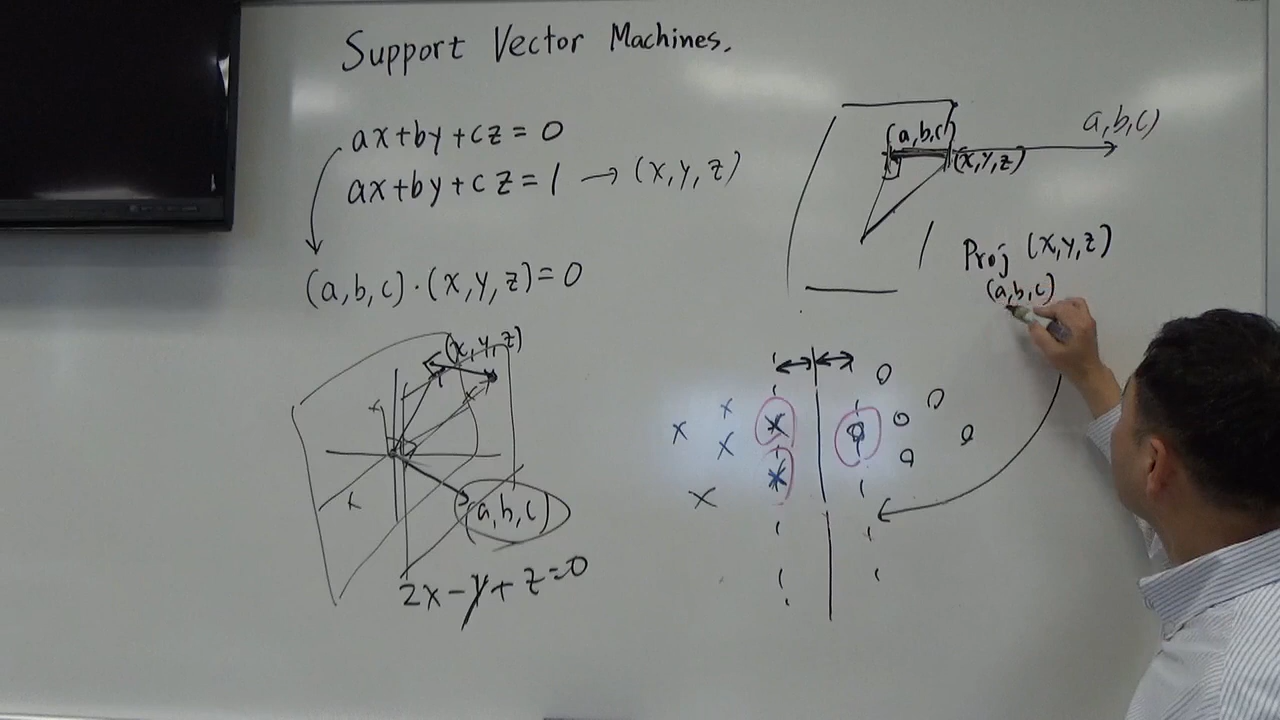 Support Vector Machines.
ax+by+cz=0
ax+by+cz=1 → (x,y,z)
(a,b,c)·(x,y,z)=0
(x,y,z)
(a,b,c)
2x-y+z=0
(a,b,c)
a,b,c)
(x,y,z)
Proj (x,y,z)
(a,b,c)